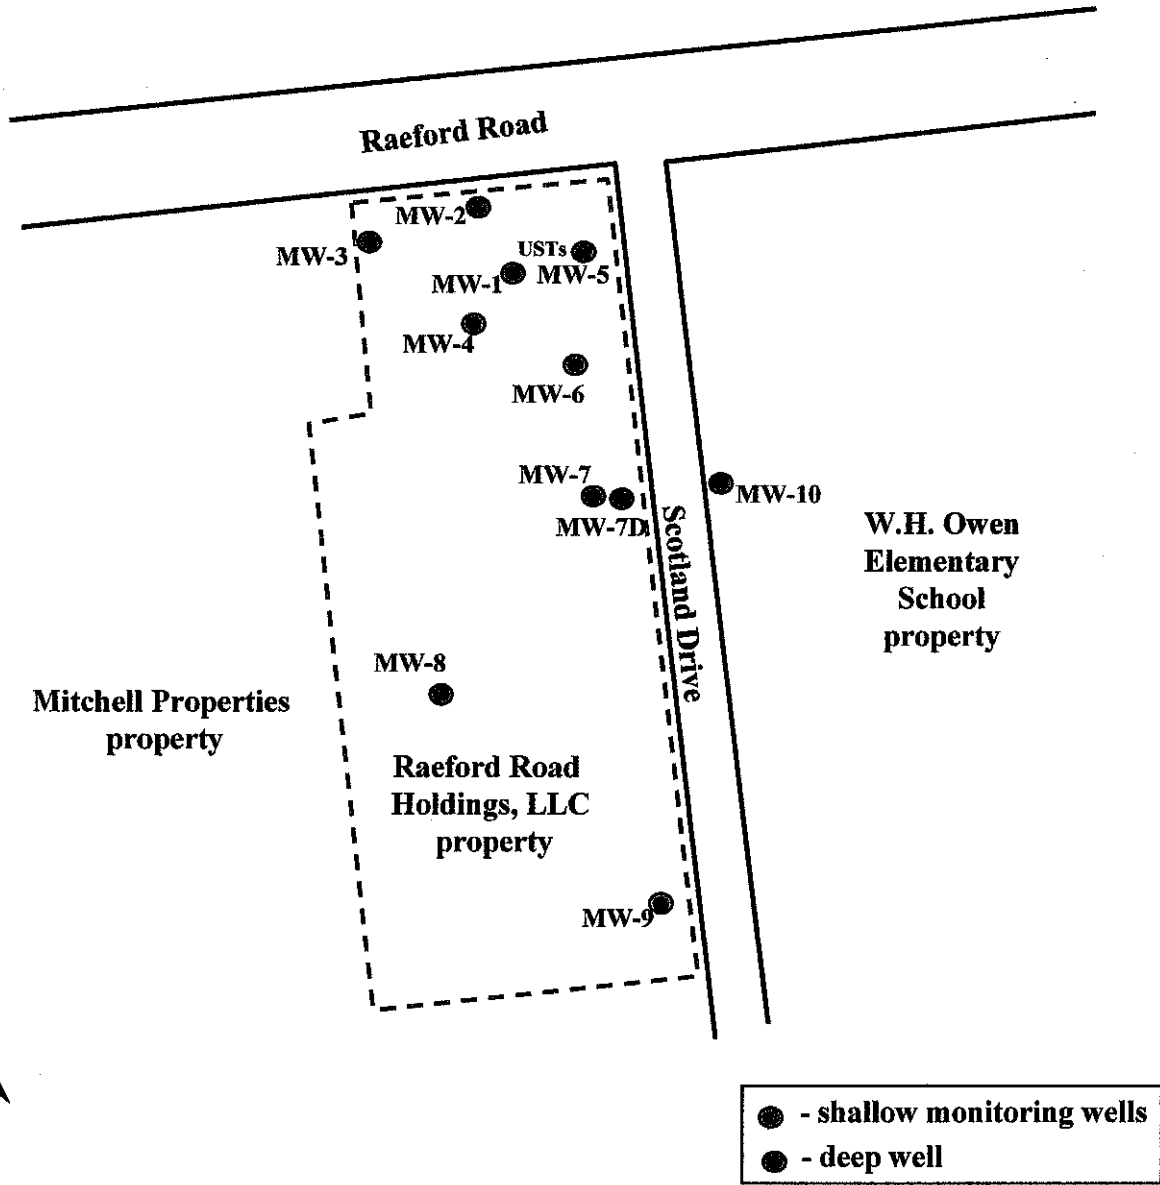 Raeford Road
MW-2
MW-3
USTs
MW-1
MW-5
MW-4
MW-6
MW-7
MW-7D
MW-10
Scotland Drive
W.H. Owen
Elementary
School
property
MW-8
Mitchell Properties
property
Raeford Road
Holdings, LLC
property
MW-9
- shallow monitoring wells
- deep well